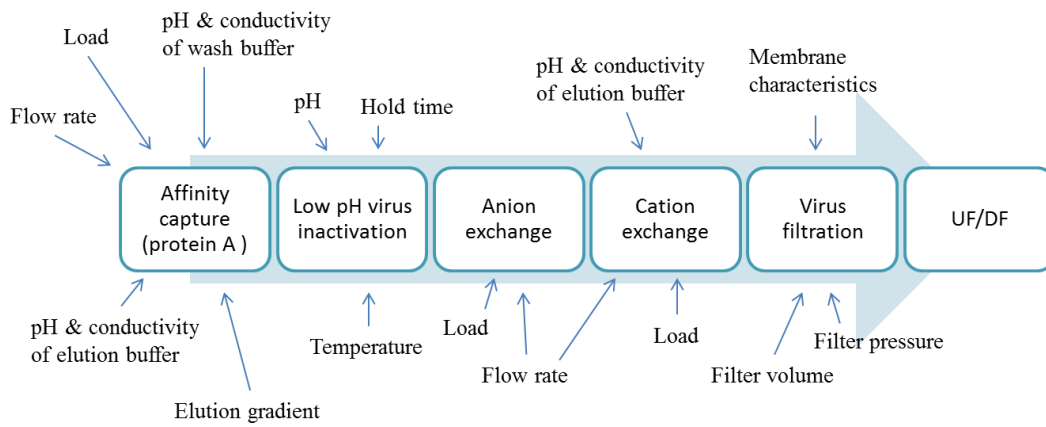 Load
pH & conductivity
of wash buffer
Flow rate
pH
Hold time
pH & conductivity
of elution buffer
Membrane
characteristics
Affinity
capture
(protein A )
Low pH virus
inactivation
Anion
exchange
Cation
exchange
Virus
filtration
UF/DF
pH & conductivity
of elution buffer
Elution gradient
Temperature
Load
Flow rate
Load
Filter volume
Filter pressure